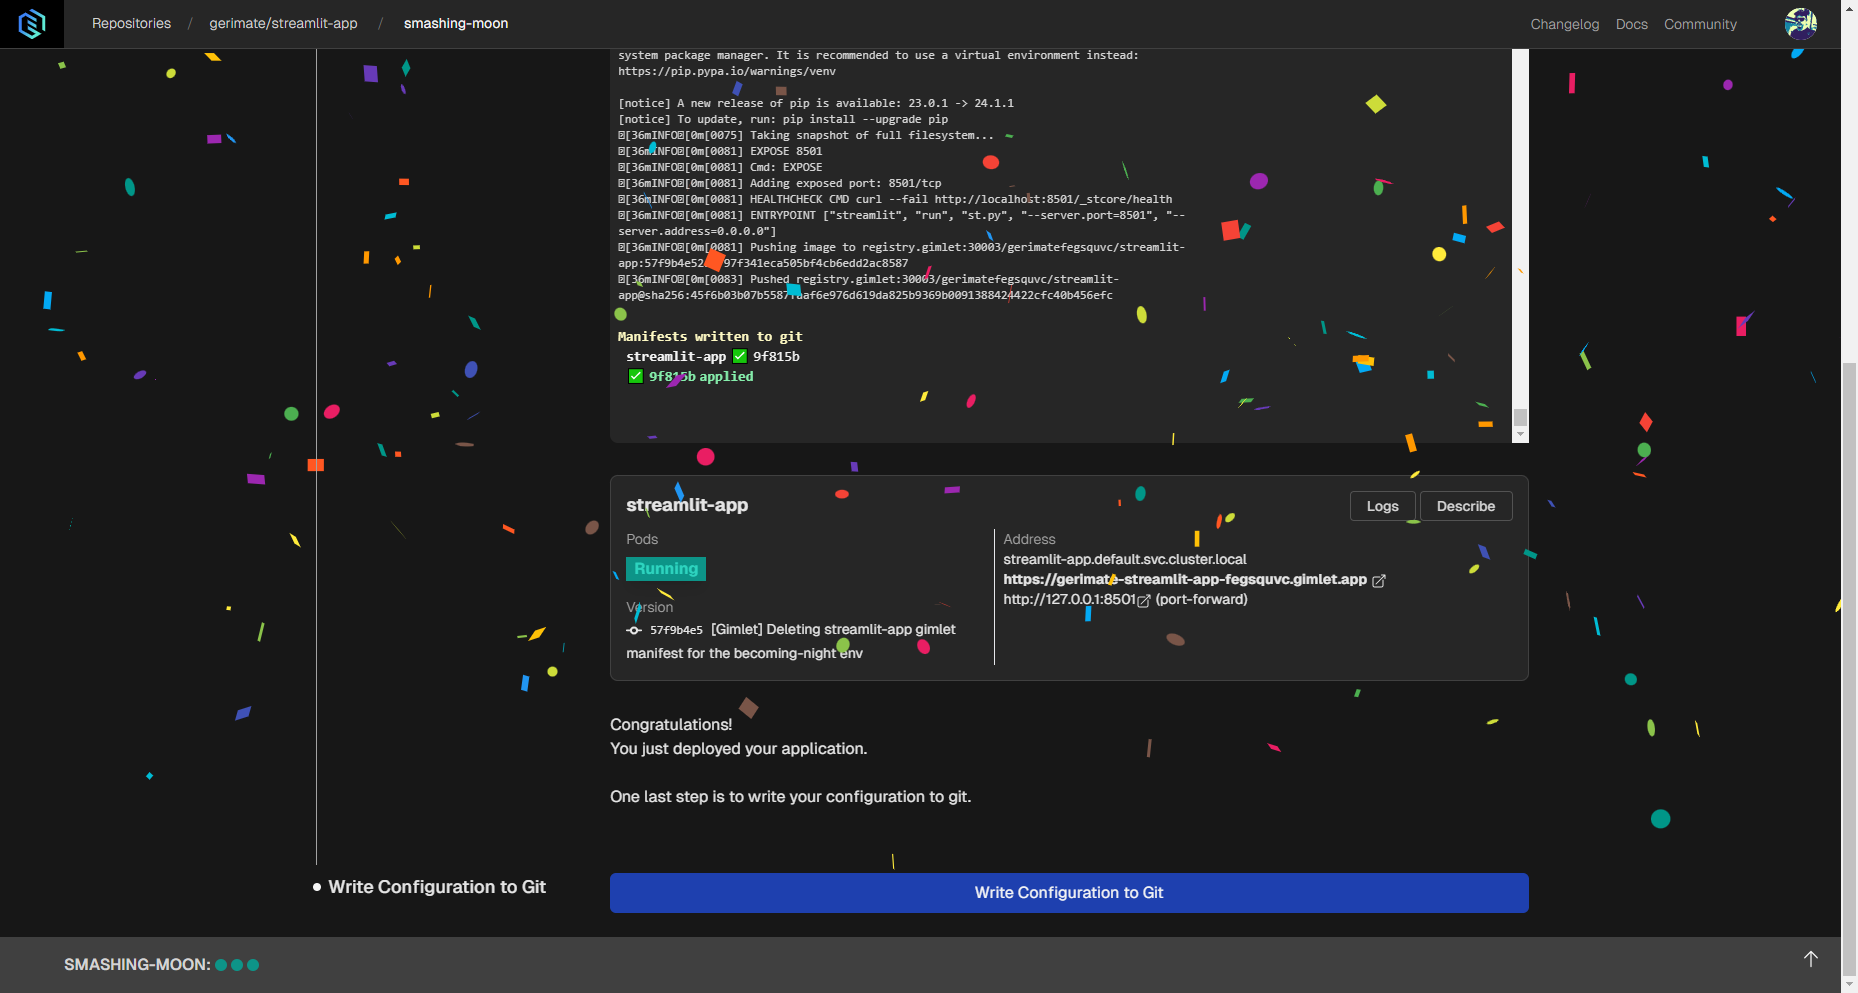 Repositories / gerimate/streamlit-app / smashing-moon
Changelog Docs Community
system package manager. It is recommended to use a virtual environment instead:
https://pip.pypa.io/warnings/venv
[notice] A new release of pip is available: 23.0.1 -> 24.1.1
[notice] To update, run: pip install --upgrade pip
[36mINFO[0m[0075] Taking snapshot of full filesystem...
[36mINFO[0m[0081] EXPOSE 8501
[36mINFO[0m[0081] Cmd: EXPOSE
[36mINFO[0m[0081] Adding exposed port: 8501/tcp
[36mINFO[0m[0081] HEALTHCHECK CMD curl --fail http://localhost:8501/_stcore/health
[36mINFO[0m[0081] ENTRYPOINT ["streamlit", "run", "st.py", "--server.port=8501", "--
server.address=0.0.0.0"]
[36mINFO[0m[0081] Pushing image to registry.gimlet:30003/gerimatefegsquvc/streamlit-
[36mINFO[0m[0083] Pushed registry.gimlet:30003/gerimatefegsquvc/streamlit-
Manifests written to git
streamlit-app ✅ 9f815b
✅ 9f815b applied
streamlit-app
Logs
Describe
Pods
Running
Version
57f9b4e5 [Gimlet] Deleting streamlit-app gimlet
manifest for the becoming-night env
Address
streamlit-app.default.svc.cluster.local
https://gerimate-streamlit-app-fegsquvc.gimlet.app
http://127.0.0.1:8501 (port-forward)
Congratulations!
You just deployed your application.
One last step is to write your configuration to git.
Write Configuration to Git
Write Configuration to Git
SMASHING-MOON: